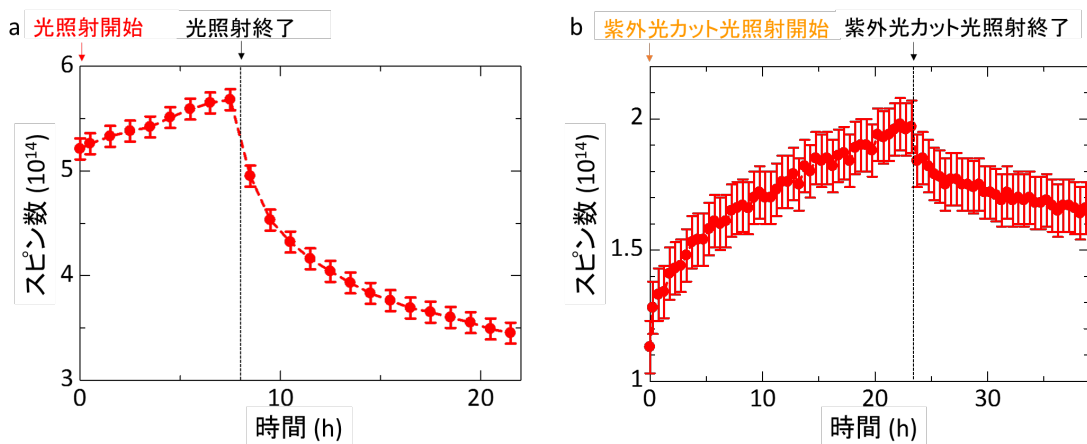 a
光照射開始
光照射終了
6
5
4
3
スピン数 (10¹⁴)
0
10
20
時間 (h)
b
紫外光カット光照射開始
紫外光カット光照射終了
2
1.5
1
スピン数 (10¹⁴)
0
10
20
30
時間 (h)